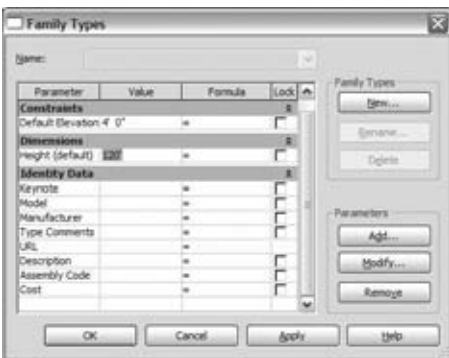 Family Types
Name:
Parameter Value Formula Lock
Constraints
Default Elevation 4' 0" =
Dimensions
Height (default) 120' =
Identity Data
Keynote =
Model =
Manufacturer =
Type Comments =
URL =
Description =
Assembly Code =
Cost =
Family Types
New...
Rename...
Delete
Parameters
Add...
Modify...
Remove
OK Cancel Apply Help